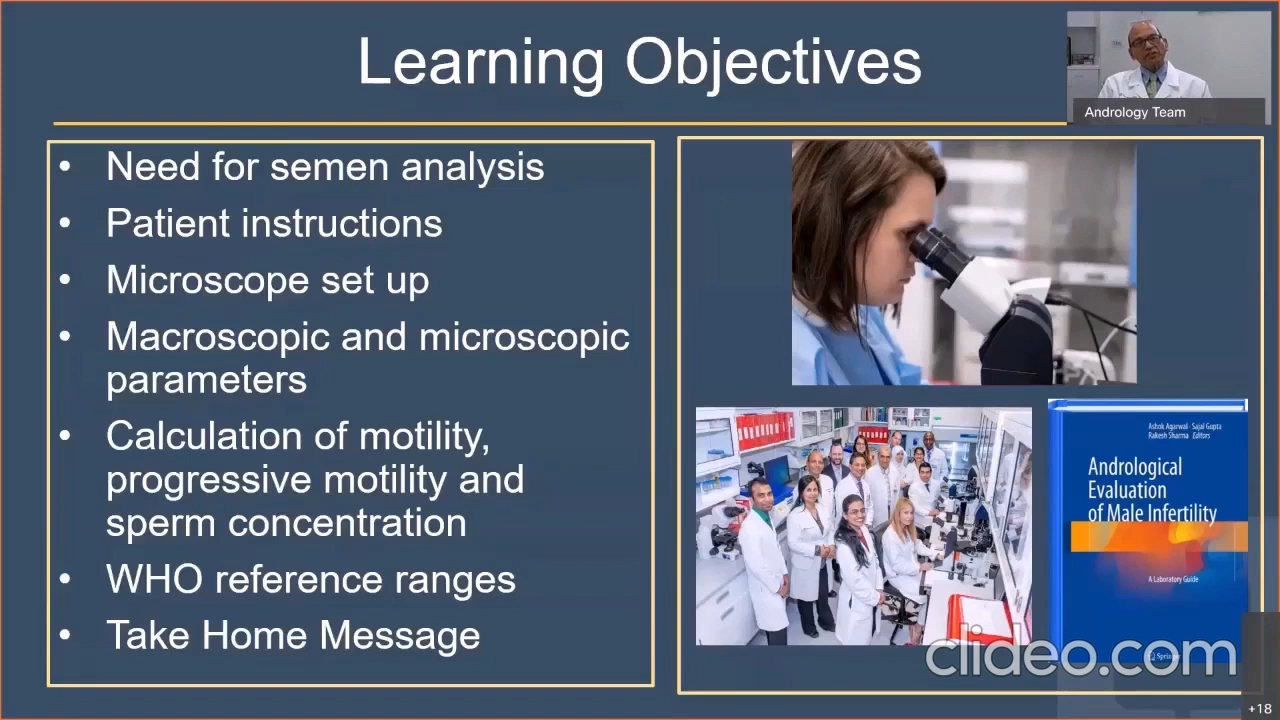 Learning Objectives
Andrology Team
• Need for semen analysis
• Patient instructions
• Microscope set up
• Macroscopic and microscopic
parameters
• Calculation of motility,
progressive motility and
sperm concentration
• WHO reference ranges
• Take Home Message
Ashok Agarwal · Sajal Gupta
Rakesh Sharma Editors
Andrological
Evaluation
of Male Infertility
A Laboratory Guide
Springer
clideo.com
+18